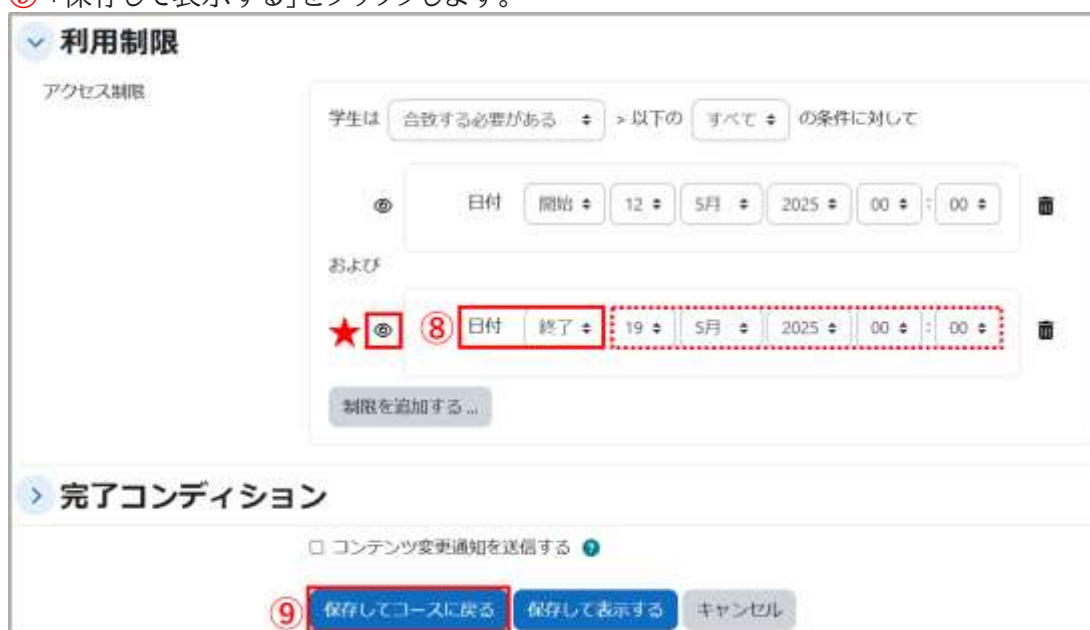 「保存して表示する」をクリックします。
利用制限
アクセス制限
学生は 合致する必要がある > 以下の すべて の条件に対して
日付 開始 12 5月 2025 00 : 00
および
★ ⑧ 日付 終了 19 5月 2025 00 : 00
制限を追加する ...
完了コンディション
コンテンツ変更通知を送信する ?
⑨ 保存してコースに戻る 保存して表示する キャンセル